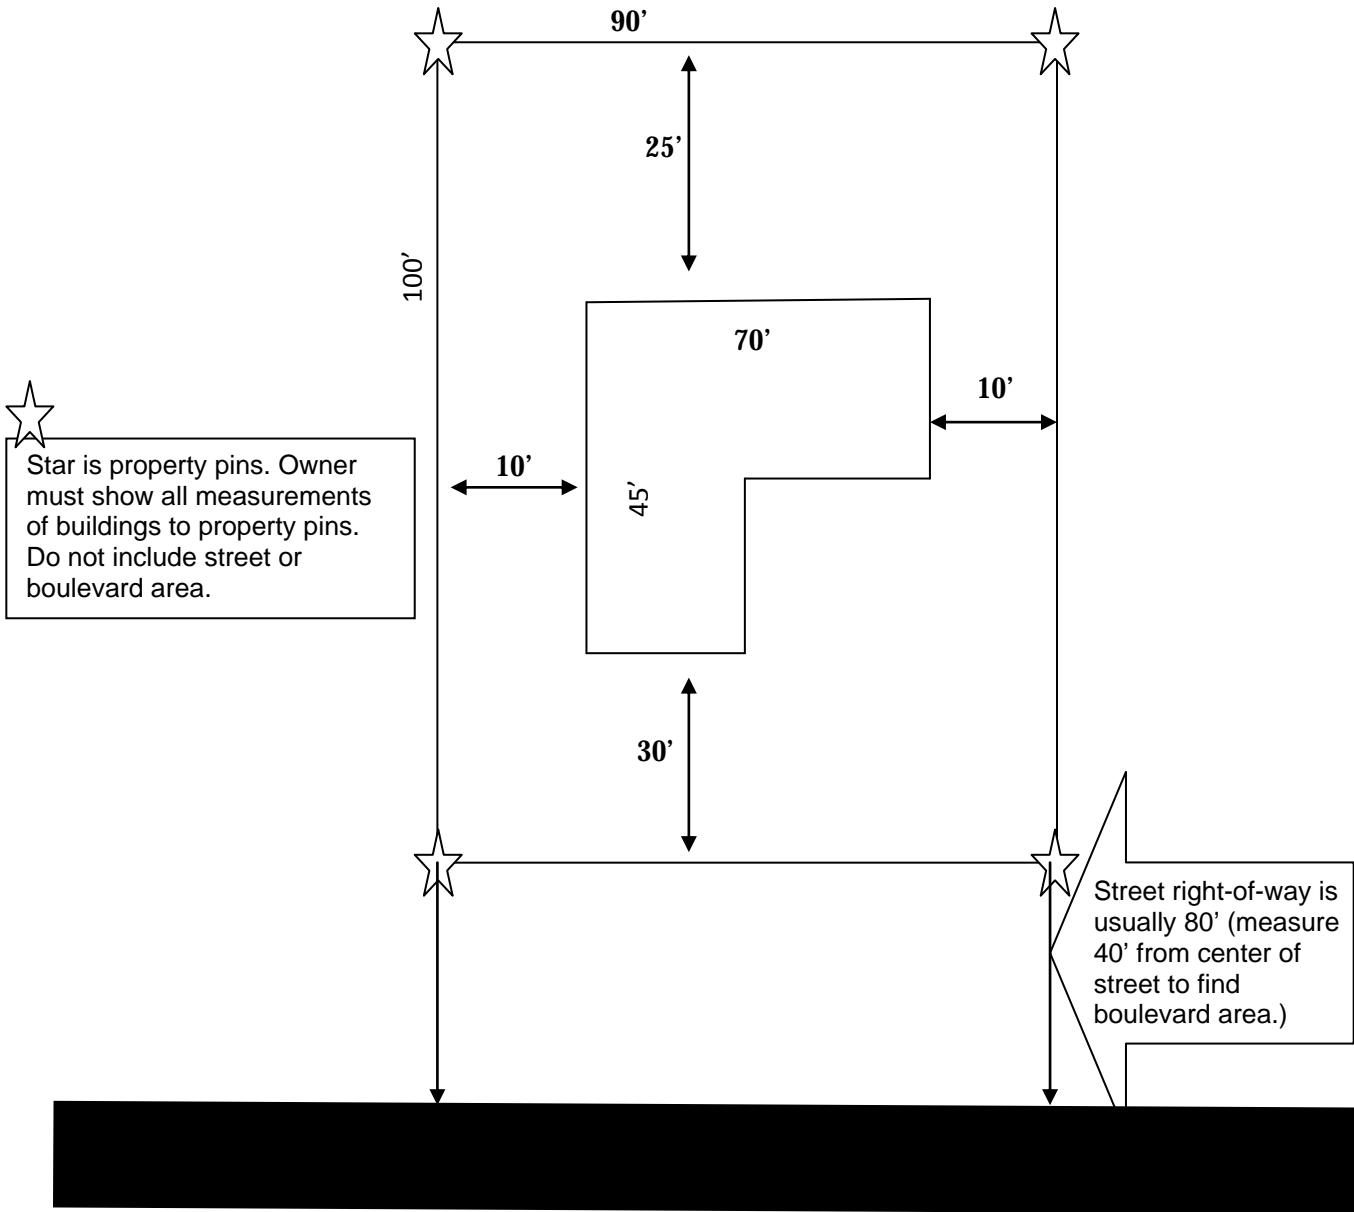 90’
25’
100’
70’
10’
10’
45’
Star is property pins. Owner
must show all measurements
of buildings to property pins.
Do not include street or
boulevard area.
30’
Street right-of-way is
usually 80’ (measure
40’ from center of
street to find
boulevard area.)